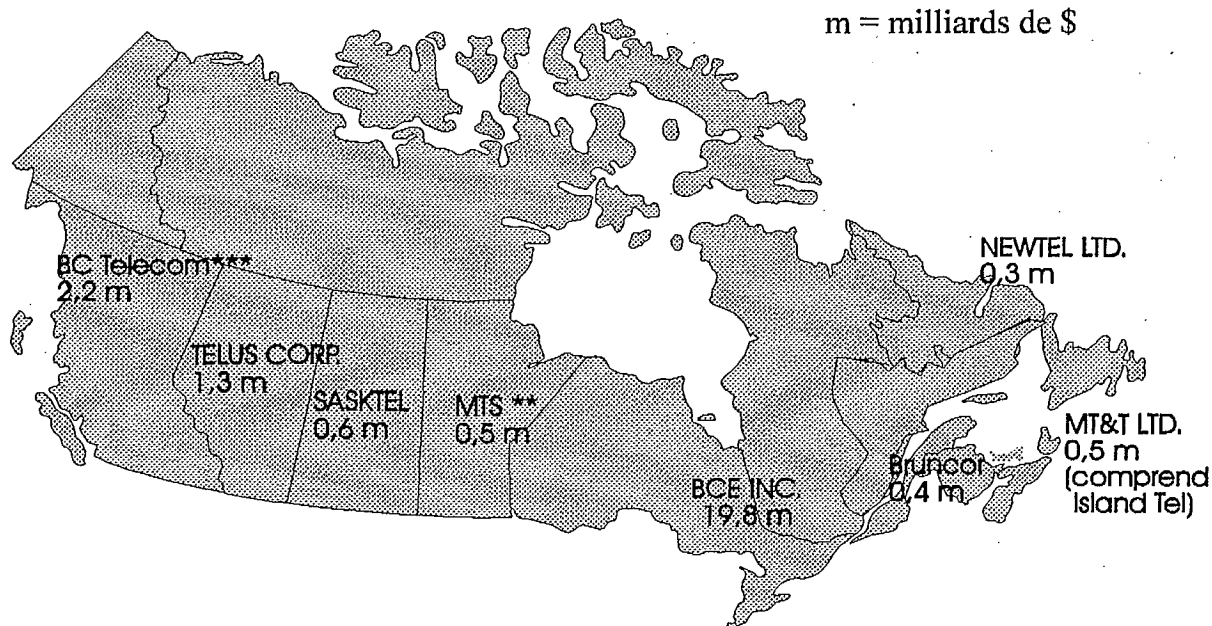 m = milliards de $
NEWTEL LTD.
0,3 m
BC Telecom***
2,2 m
TELUS CORP.
1,3 m
SASKTEL
0,6 m
MTS **
0,5 m
MT&T LTD.
0,5 m
(comprend
Island Tel)
Bruncor
0,4 m
BCE INC.
19,8 m